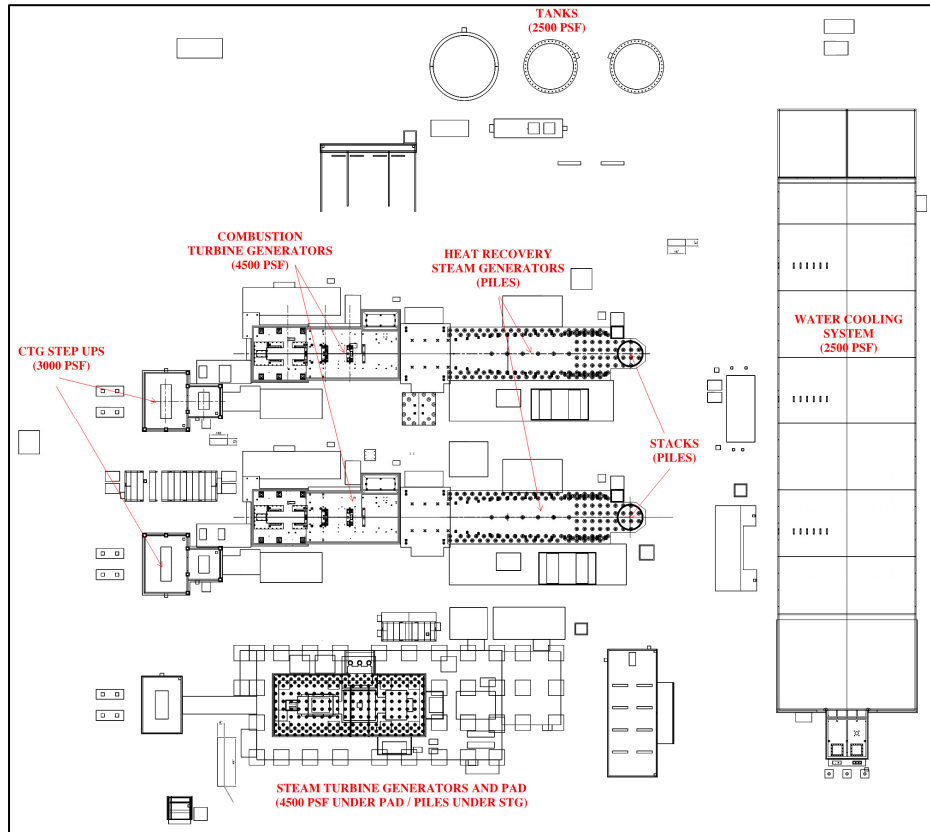 TANKS
(2500 PSF)
COMBUSTION
TURBINE GENERATORS
(4500 PSF)
HEAT RECOVERY
STEAM GENERATORS
(PILES)
WATER COOLING
SYSTEM
(2500 PSF)
CTG STEP UPS
(3000 PSF)
STACKS
(PILES)
STEAM TURBINE GENERATORS AND PAD
(4500 PSF UNDER PAD / PILES UNDER STG)